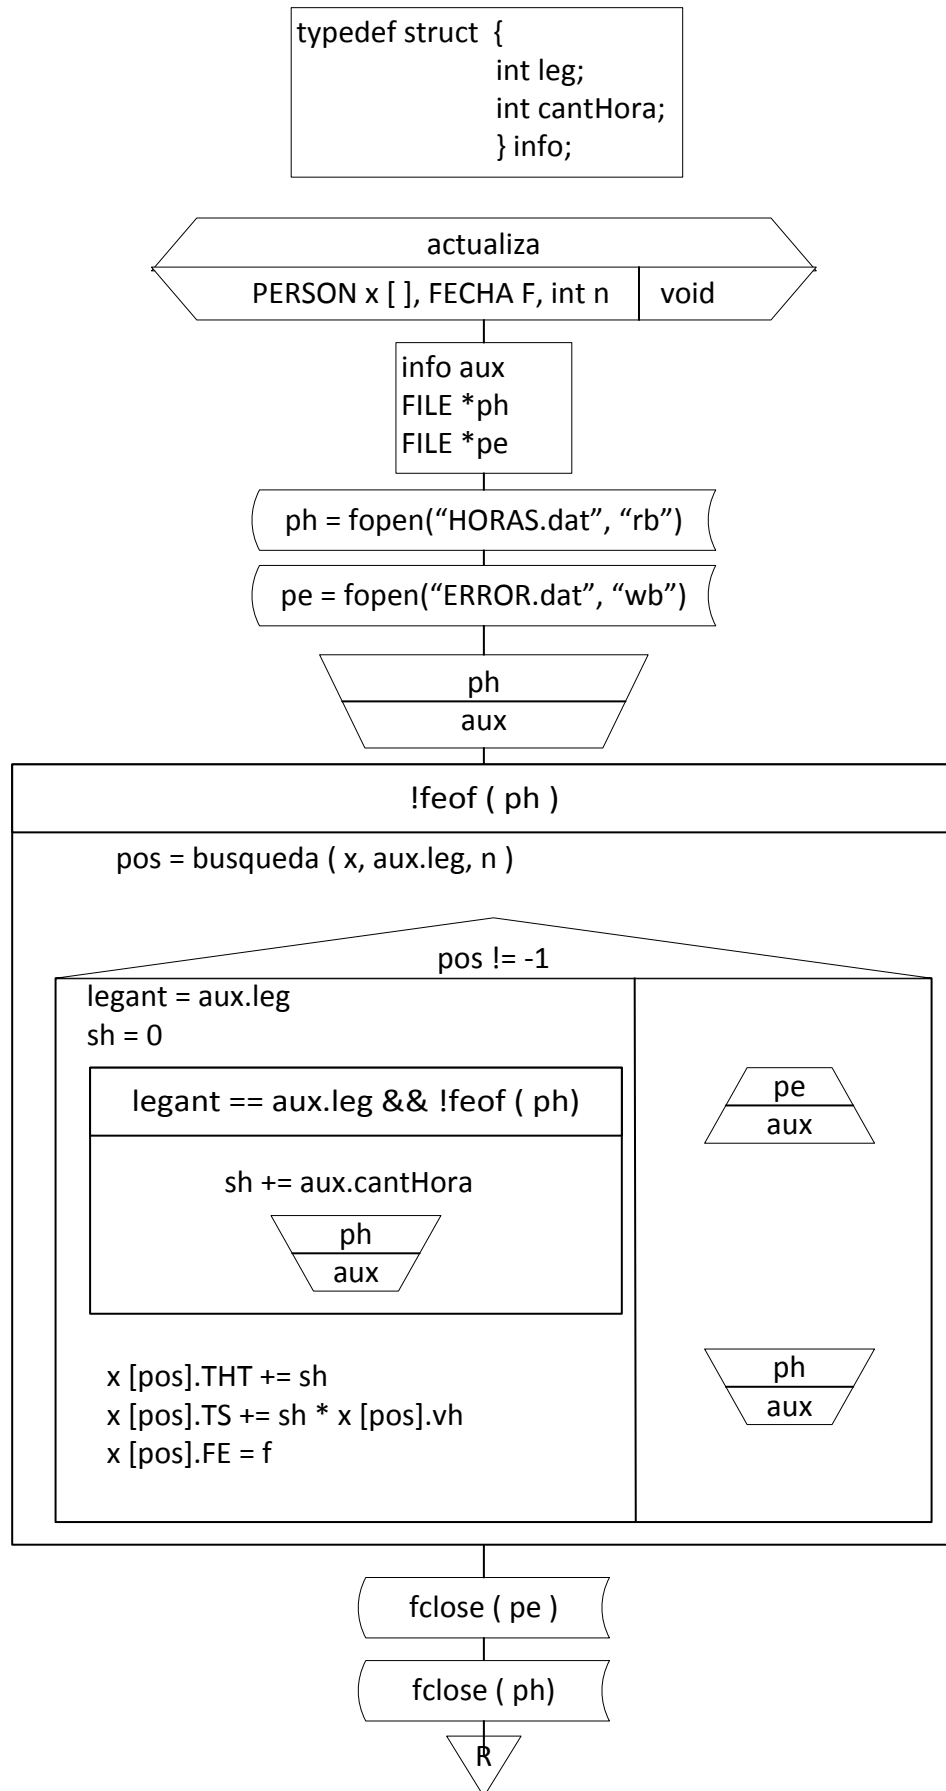 typedef struct {
int leg;
int cantHora;
} info;
actualiza
PERSON x [ ], FECHA F, int n void
info aux
FILE *ph
FILE *pe
ph = fopen(“HORAS.dat”, “rb”)
pe = fopen(“ERROR.dat”, “wb”)
ph
aux
!feof ( ph )
pos = busqueda ( x, aux.leg, n )
pos != -1
legant = aux.leg
sh = 0
legant == aux.leg && !feof ( ph)
sh += aux.cantHora
ph
aux
x [pos].THT += sh
x [pos].TS += sh * x [pos].vh
x [pos].FE = f
pe
aux
ph
aux
fclose ( pe )
fclose ( ph)
R